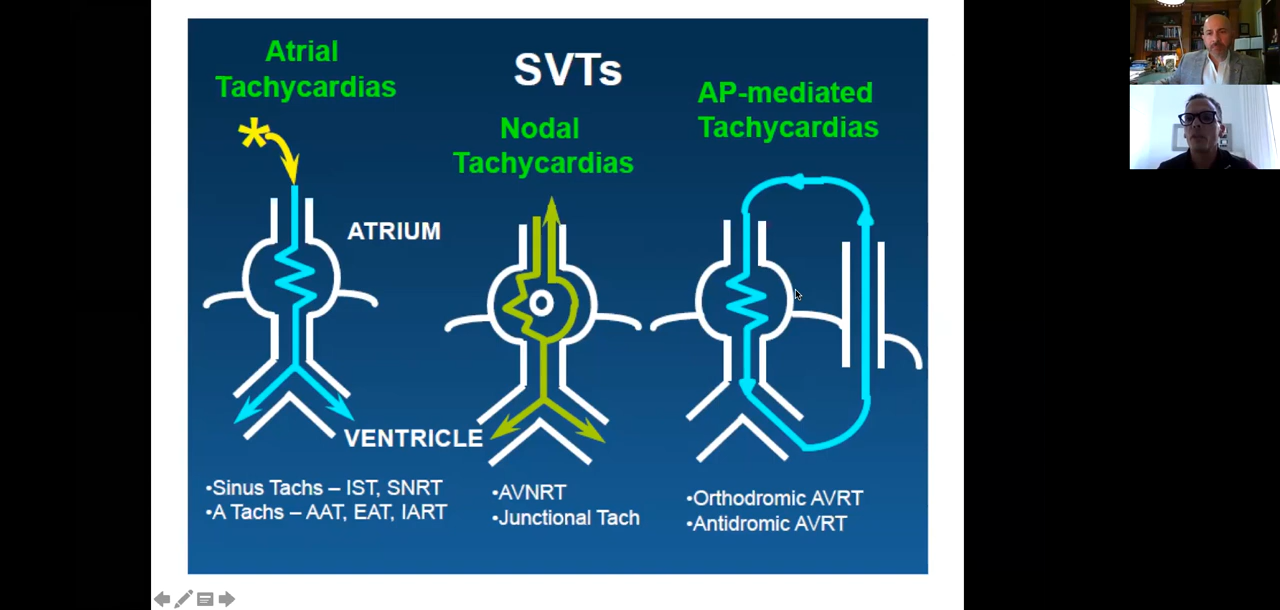 SVTs
Atrial
Tachycardias
Nodal
Tachycardias
AP-mediated
Tachycardias
ATRIUM
VENTRICLE
•Sinus Tachs – IST, SNRT
•A Tachs – AAT, EAT, IART
•AVNRT
•Junctional Tach
•Orthodromic AVRT
•Antidromic AVRT